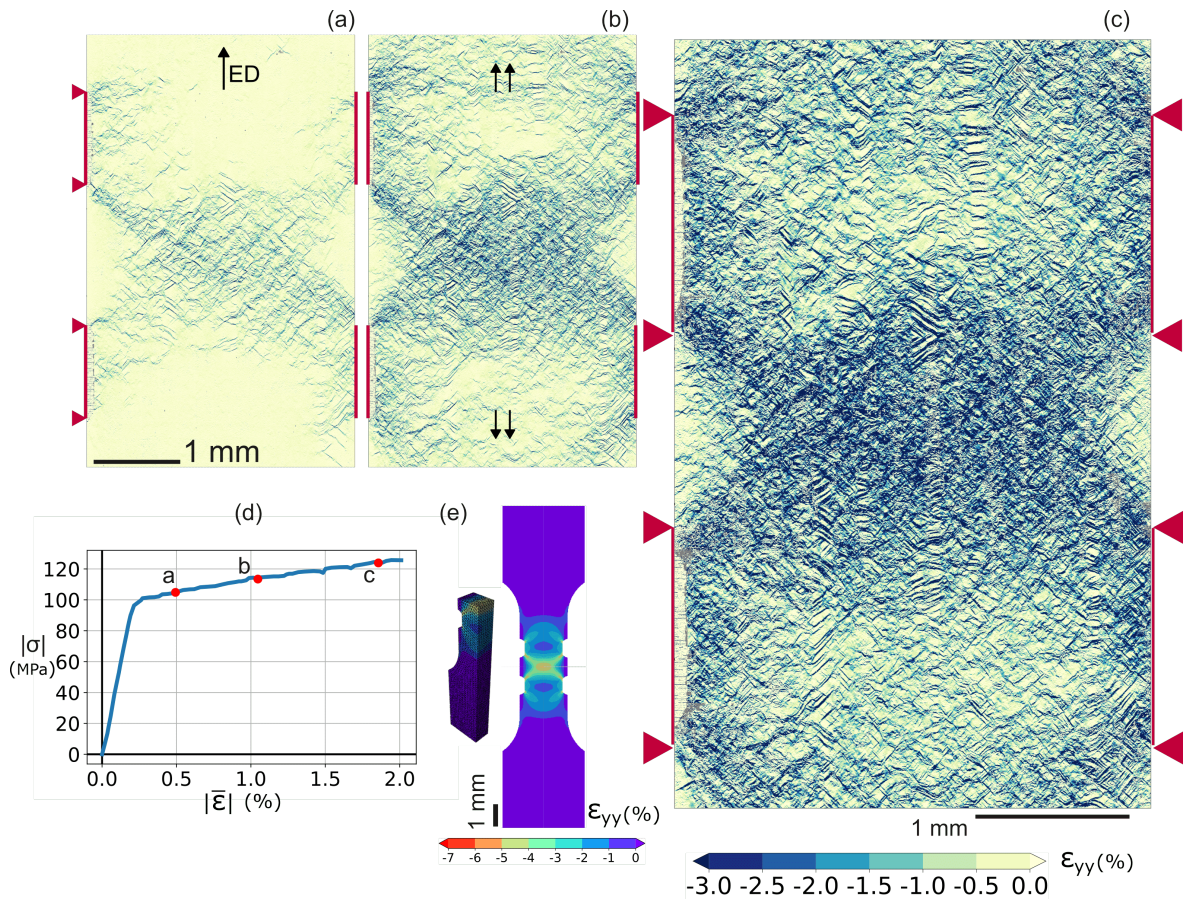 (a)
(b)
(c)
ED
1 mm
(d)
(e)
120
100
80
60
40
20
0
|σ|
(MPa)
a
b
c
0.0 0.5 1.0 1.5 2.0
|ε̅| (%)
1 mm
εyy(%)
-7 -6 -5 -4 -3 -2 -1 0
1 mm
εyy(%)
-3.0 -2.5 -2.0 -1.5 -1.0 -0.5 0.0